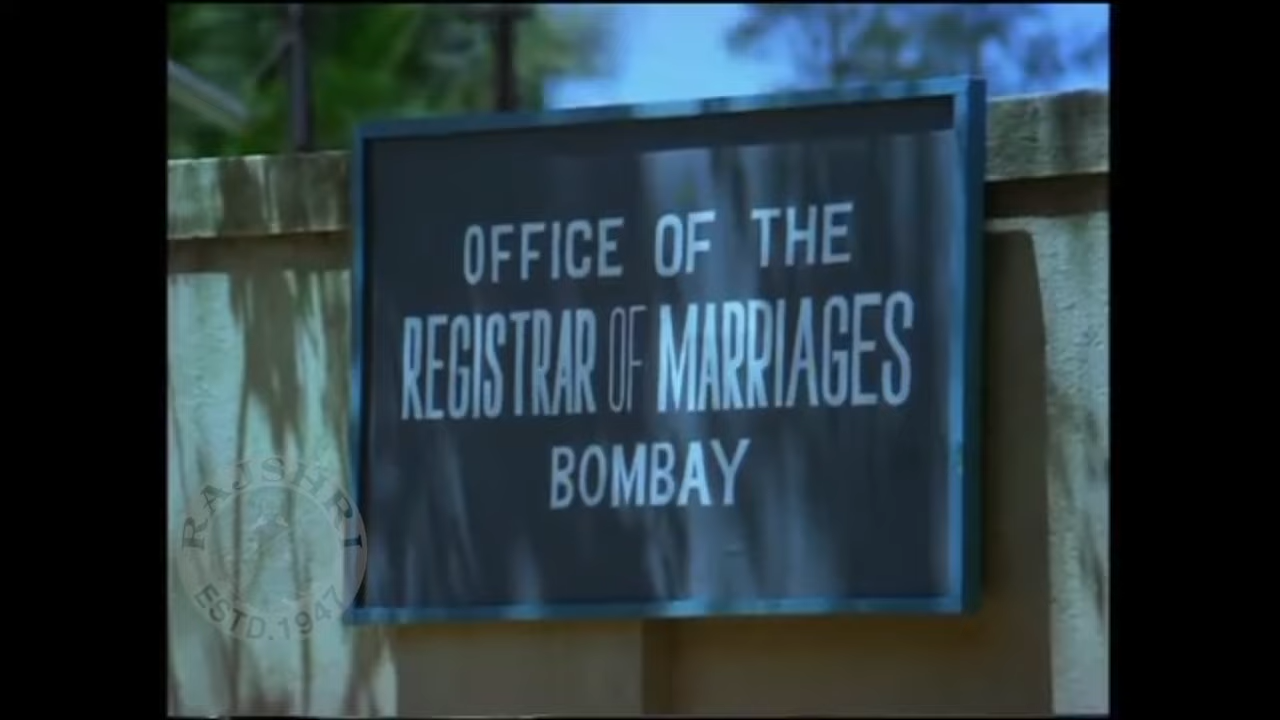 OFFICE OF THE
REGISTRAR OF MARRIAGES
BOMBAY
RAJSHRI
ESTD.1947